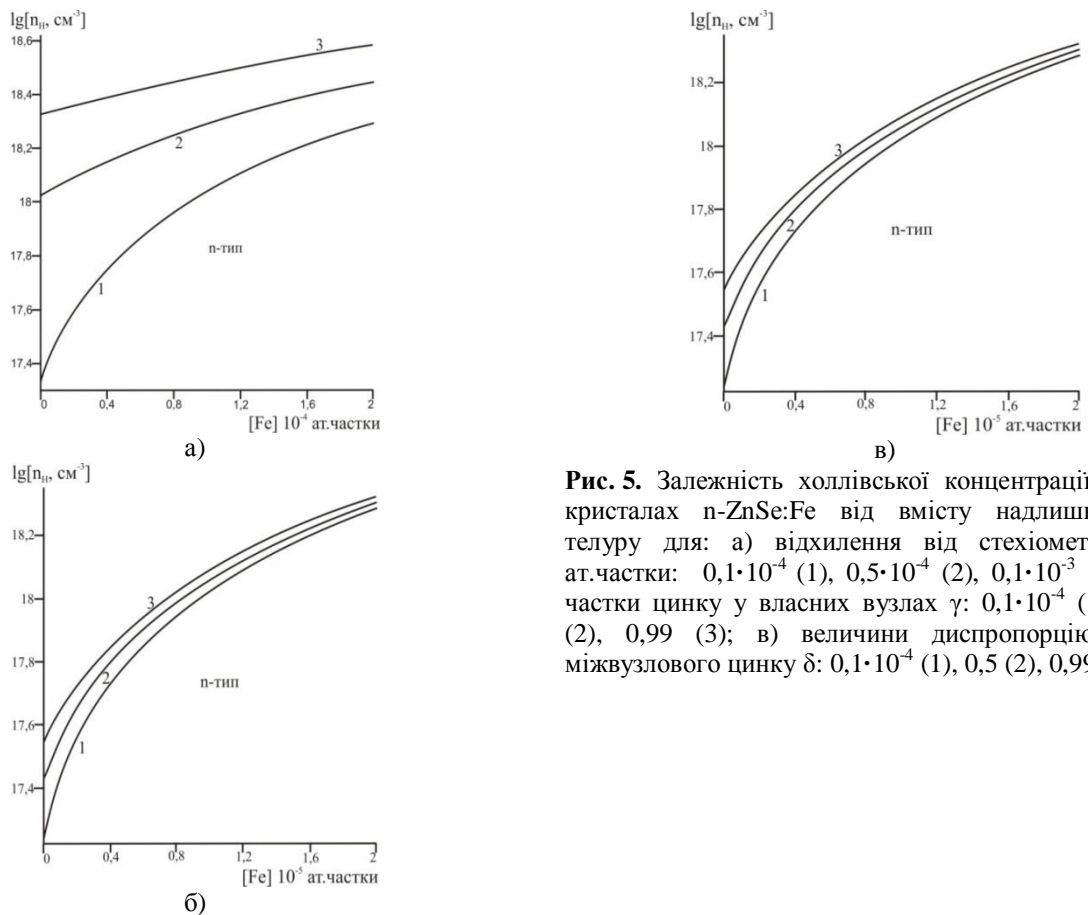 lg[nн, см⁻³]
18,6
18,4
18,2
18
17,8
17,6
17,4
3
2
1
n-тип
0 0,4 0,8 1,2 1,6 2
[Fe] 10⁻⁴ ат.частки
а)
lg[nн, см⁻³]
18,2
18
17,8
17,6
17,4
3
2
1
n-тип
0 0,4 0,8 1,2 1,6 2
[Fe] 10⁻⁵ ат.частки
б)
lg[nн, см⁻³]
18,2
18
17,8
17,6
17,4
3
2
1
n-тип
0 0,4 0,8 1,2 1,6 2
[Fe] 10⁻⁵ ат.частки
в)
Рис. 5. Залежність холлівської концентрації
кристалах n-ZnSe:Fe від вмісту надлиш
телуру для: а) відхилення від стехіомет
ат.частки: 0,1·10⁻⁴ (1), 0,5·10⁻⁴ (2), 0,1·10⁻³
частки цинку у власних вузлах γ: 0,1·10⁻⁴ (
(2), 0,99 (3); в) величини диспропорцію
міжвузлового цинку δ: 0,1·10⁻⁴ (1), 0,5 (2), 0,99